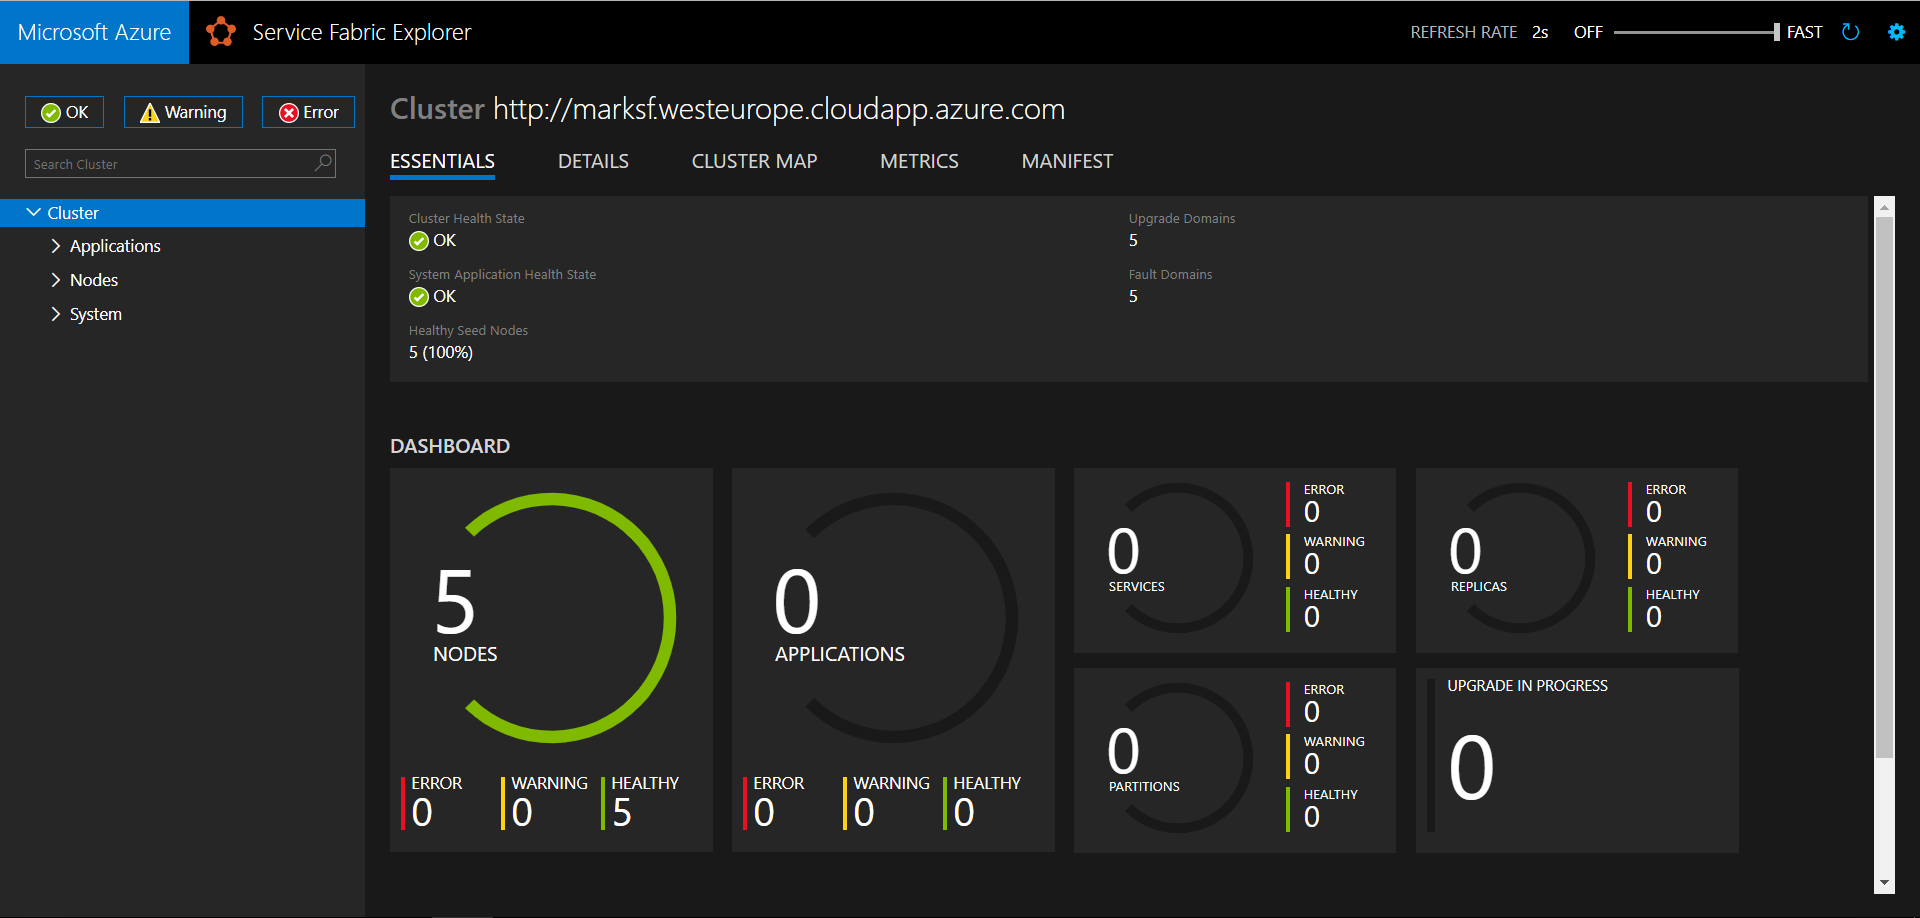 Microsoft Azure
Service Fabric Explorer
REFRESH RATE 2s OFF FAST
OK
Warning
Error
Search Cluster
Cluster
Applications
Nodes
System
Cluster http://marksf.westeurope.cloudapp.azure.com
ESSENTIALS DETAILS CLUSTER MAP METRICS MANIFEST
Cluster Health State
OK
System Application Health State
OK
Healthy Seed Nodes
5 (100%)
Upgrade Domains
5
Fault Domains
5
DASHBOARD
5
NODES
ERROR
0
WARNING
0
HEALTHY
5
0
APPLICATIONS
ERROR
0
WARNING
0
HEALTHY
0
0
SERVICES
ERROR
0
WARNING
0
HEALTHY
0
0
REPLICAS
ERROR
0
WARNING
0
HEALTHY
0
0
PARTITIONS
ERROR
0
WARNING
0
HEALTHY
0
UPGRADE IN PROGRESS
0